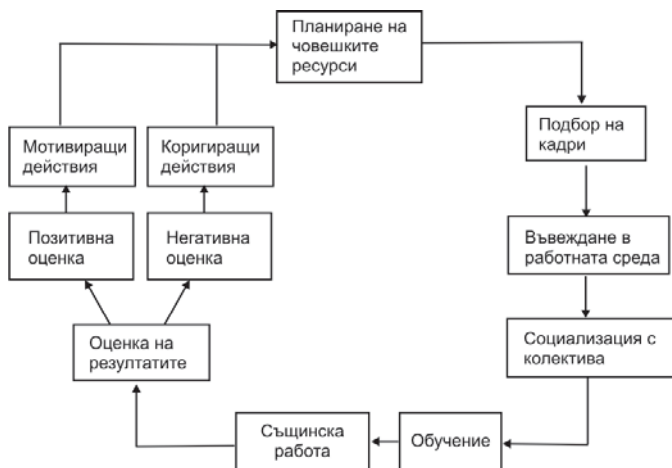 Планиране на
човешките
ресурси
Подбор на
кадри
Въвеждане в
работната среда
Социализация с
колектива
Обучение
Същинска
работа
Оценка на
резултатите
Позитивна
оценка
Негативна
оценка
Мотивиращи
действия
Коригиращи
действия